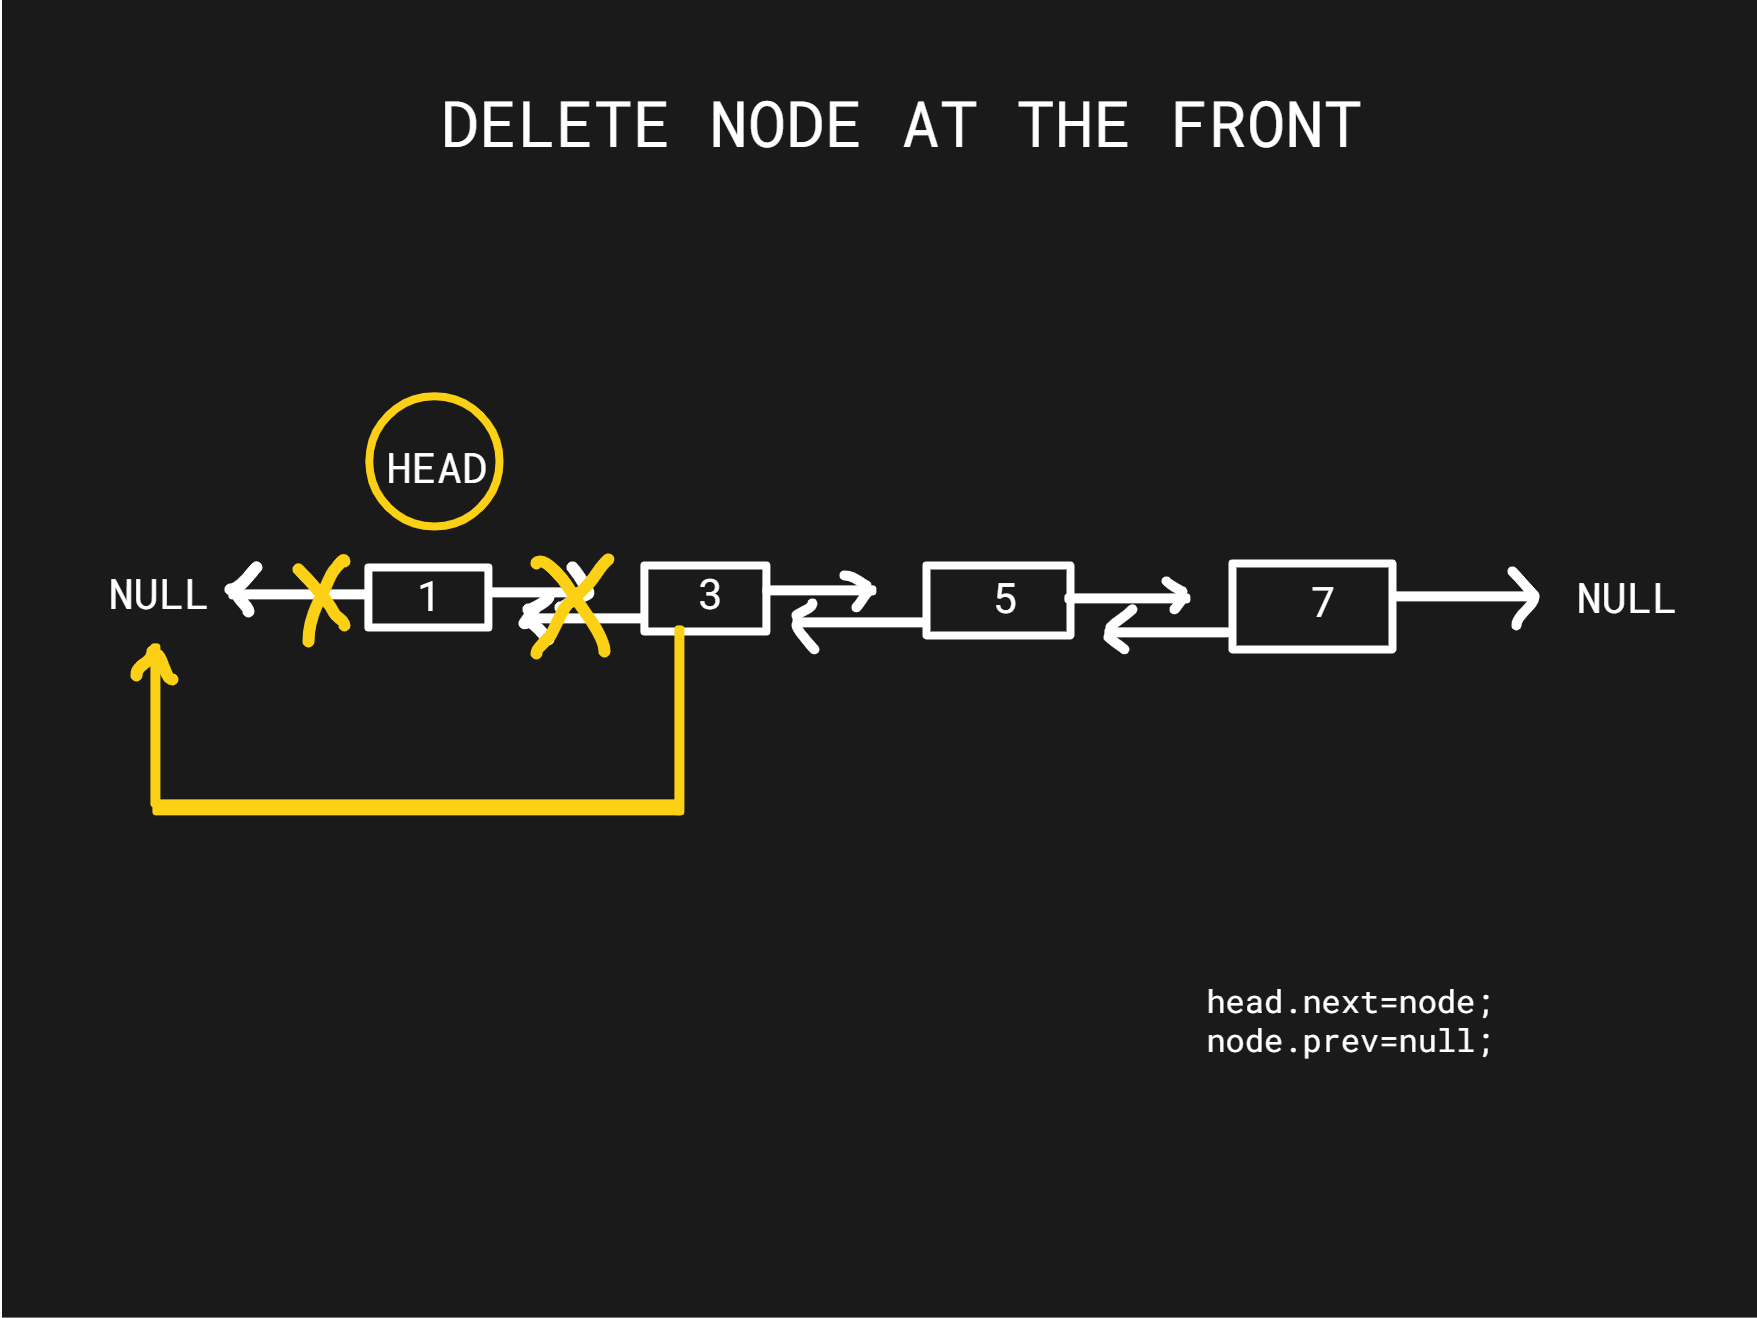 DELETE NODE AT THE FRONT
HEAD
NULL 1 3 5 7 NULL
head.next=node;
node.prev=null;